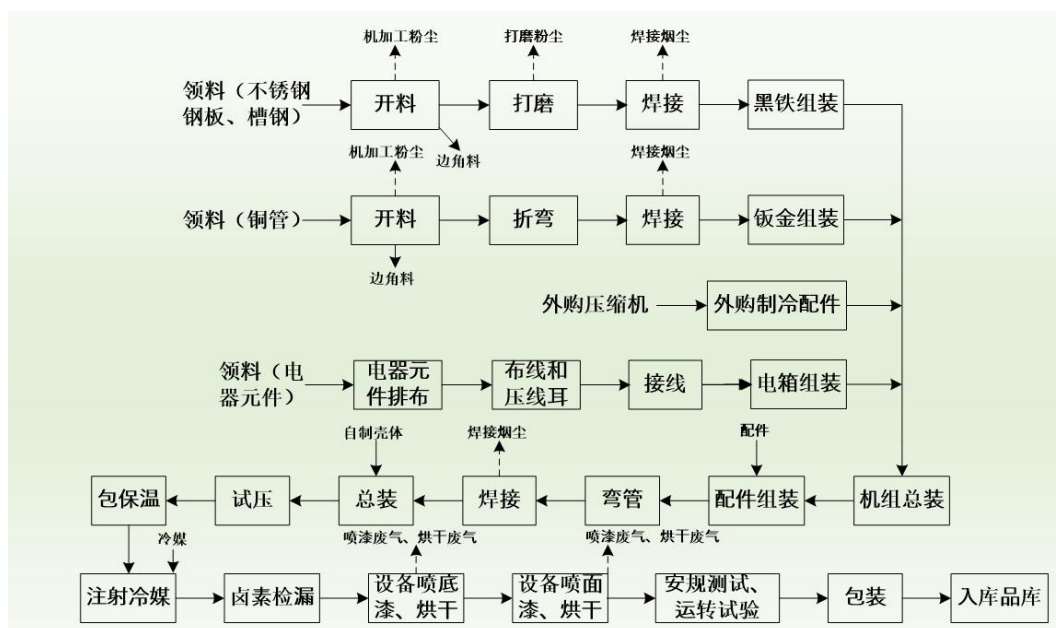 机加工粉尘
打磨粉尘
焊接烟尘
领料（不锈钢
钢板、槽钢）
开料
打磨
焊接
黑铁组装
边角料
机加工粉尘
焊接烟尘
领料（铜管）
开料
折弯
焊接
钣金组装
边角料
外购压缩机
外购制冷配件
领料（电
器元件）
电器元
件排布
布线和
压线耳
接线
电箱组装
自制壳体
焊接烟尘
配件
包保温
试压
总装
焊接
弯管
配件组装
机组总装
冷媒
喷漆废气、烘干废气
喷漆废气、烘干废气
注射冷媒
卤素检漏
设备喷底
漆、烘干
设备喷面
漆、烘干
安规测试、
运转试验
包装
入库品库